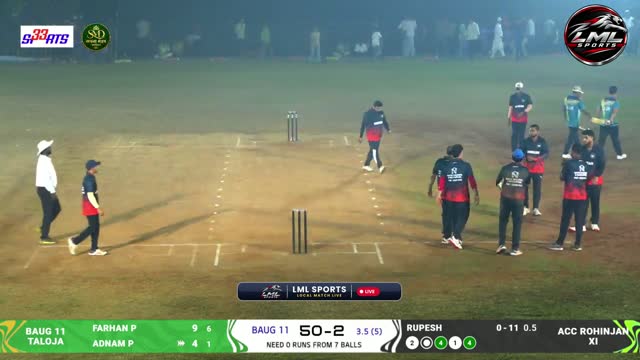 33
SPORTS
S&D
LML
SPORTS
LML SPORTS
LOCAL MATCH LIVE
LIVE
BAUG 11
TALOJA
FARHAN P 9 6
ADNAM P 4 1
BAUG 11 50-2 3.5 (5)
NEED 0 RUNS FROM 7 BALLS
RUPESH 0-11 0.5
2 4 1 4
ACC ROHINJAN
XI